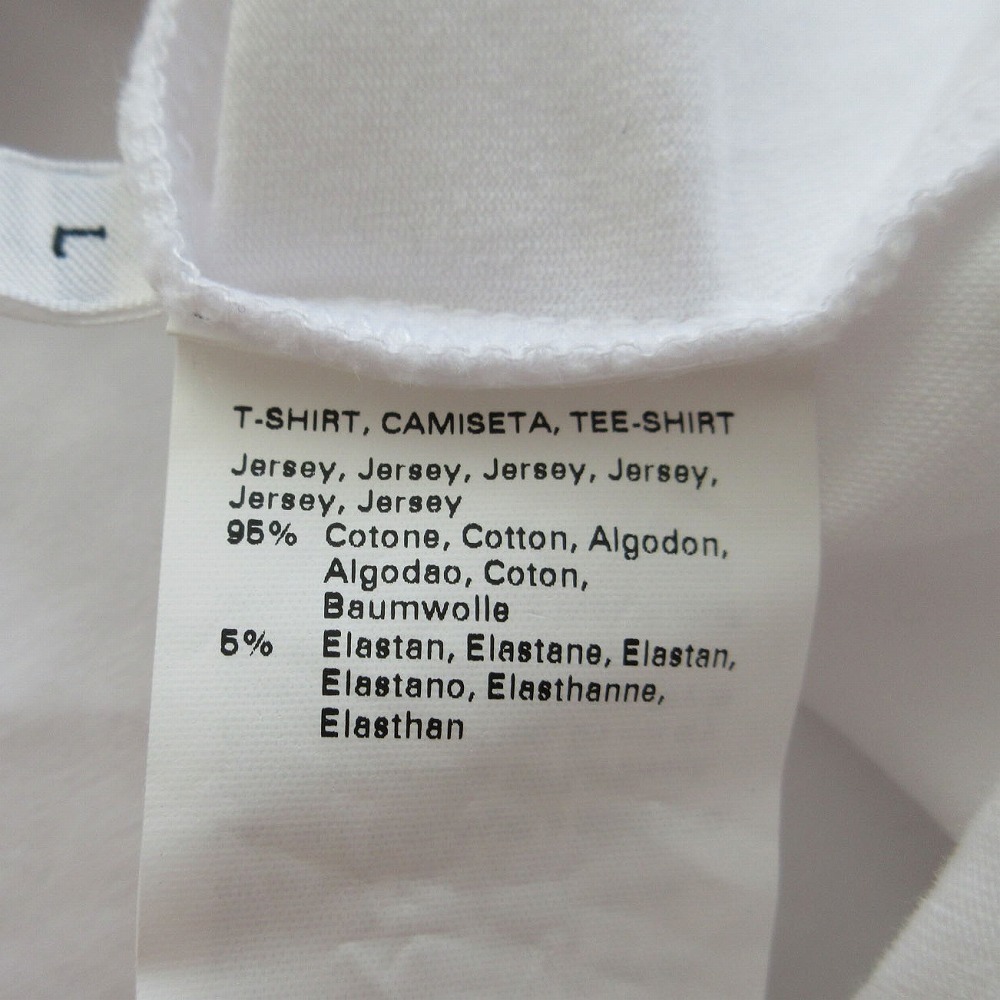 T-SHIRT, CAMISETA, TEE-SHIRT
Jersey, Jersey, Jersey, Jersey,
Jersey, Jersey
95% Cotone, Cotton, Algodon,
Algodao, Coton,
Baumwolle
5% Elastan, Elastane, Elastan,
Elastano, Elasthanne,
Elasthan